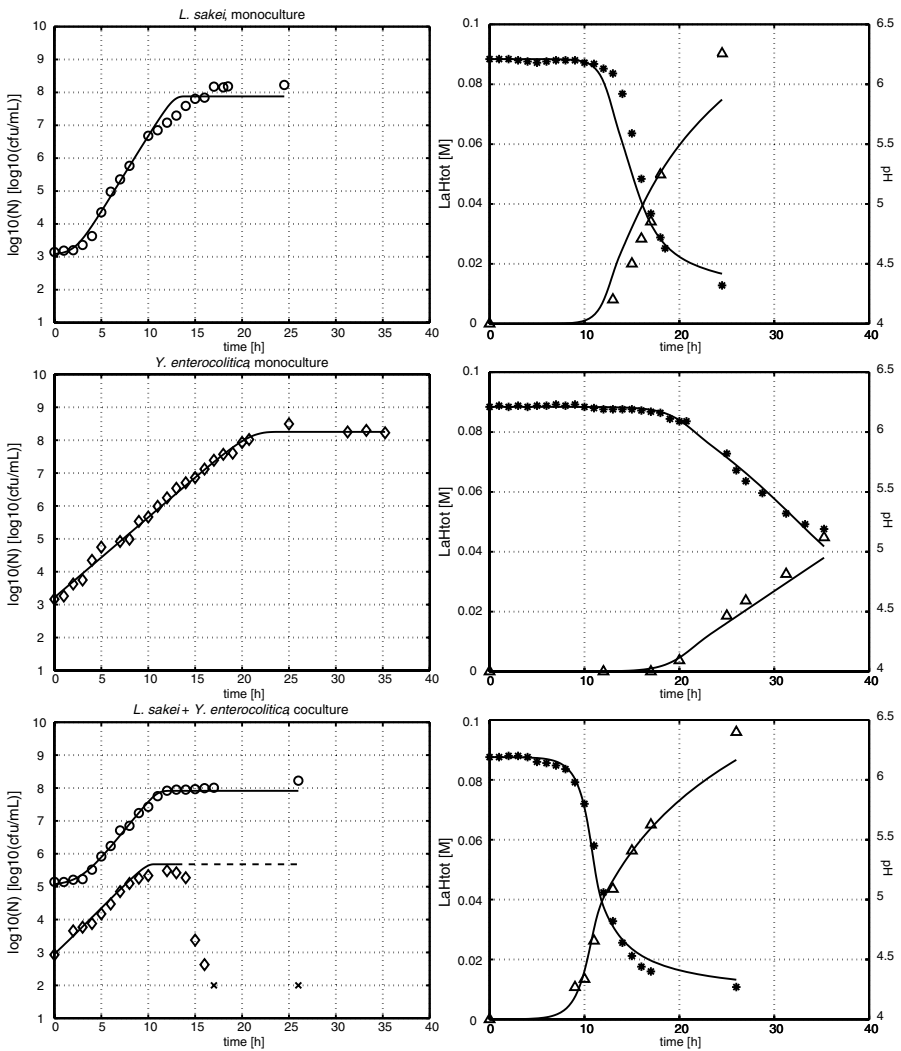 L. sakei, monoculture
10
9
8
7
6
5
4
3
2
1
log10(N) [log10(cfu/mL)]
0 5 10 15 20 25 30 35 40
time [h]
0.1
0.08
0.06
0.04
0.02
0
LaHtot [M]
6.5
6
5.5
5
4.5
4
pH
0 10 20 30 40
time [h]
Y. enterocolitica, monoculture
10
9
8
7
6
5
4
3
2
1
log10(N) [log10(cfu/mL)]
0 5 10 15 20 25 30 35 40
time [h]
0.1
0.08
0.06
0.04
0.02
0
LaHtot [M]
6.5
6
5.5
5
4.5
4
pH
0 10 20 30 40
time [h]
L. sakei + Y. enterocolitica, coculture
10
9
8
7
6
5
4
3
2
1
log10(N) [log10(cfu/mL)]
0 5 10 15 20 25 30 35 40
time [h]
0.1
0.08
0.06
0.04
0.02
0
LaHtot [M]
6.5
6
5.5
5
4.5
4
pH
0 10 20 30 40
time [h]